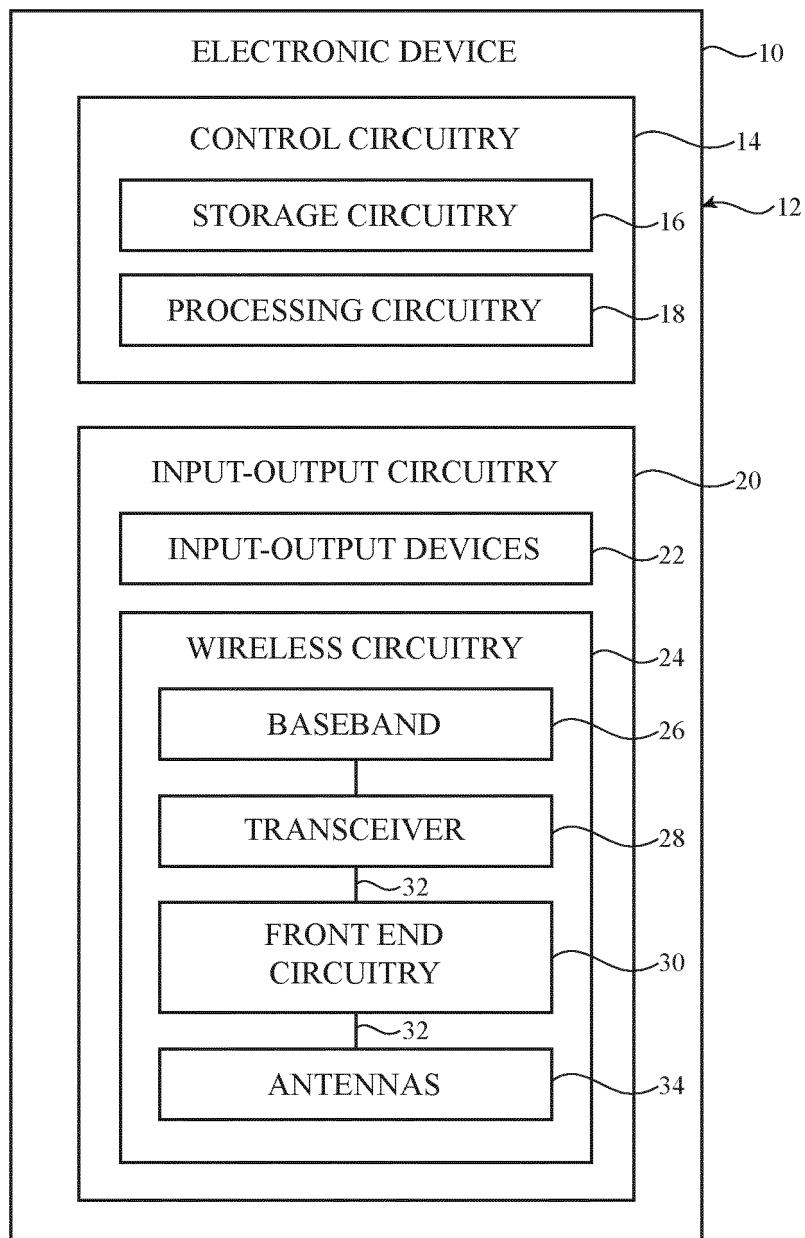 ELECTRONIC DEVICE
10
CONTROL CIRCUITRY
14
STORAGE CIRCUITRY
16
12
PROCESSING CIRCUITRY
18
INPUT-OUTPUT CIRCUITRY
20
INPUT-OUTPUT DEVICES
22
WIRELESS CIRCUITRY
24
BASEBAND
26
TRANSCEIVER
28
32
FRONT END
CIRCUITRY
30
32
ANTENNAS
34